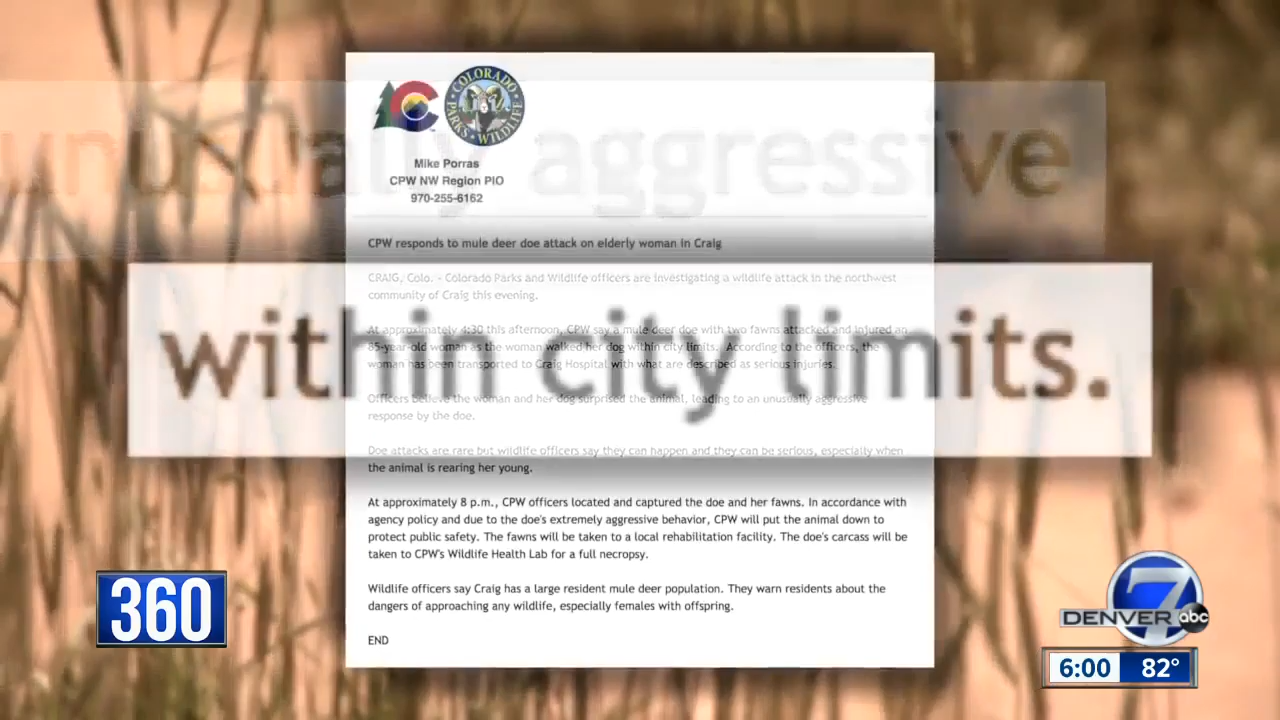 COLORADO
PARKS • WILDLIFE
C
Mike Porras
CPW NW Region PIO
970-255-6162
unusually aggressive
CPW responds to mule deer doe attack on elderly woman in Craig
CRAIG, Colo. - Colorado Parks and Wildlife officers are investigating a wildlife attack in the northwest
community of Craig this evening.
within city limits.
At approximately 4:30 this afternoon, CPW say a mule deer doe with two fawns attacked and injured an
85-year-old woman as the woman walked her dog within city limits. According to the officers, the
woman has been transported to Craig Hospital with what are described as serious injuries.
Officers believe the woman and her dog surprised the animal, leading to an unusually aggressive
response by the doe.
Doe attacks are rare but wildlife officers say they can happen and they can be serious, especially when
the animal is rearing her young.
At approximately 8 p.m., CPW officers located and captured the doe and her fawns. In accordance with
agency policy and due to the doe's extremely aggressive behavior, CPW will put the animal down to
protect public safety. The fawns will be taken to a local rehabilitation facility. The doe's carcass will be
taken to CPW's Wildlife Health Lab for a full necropsy.
Wildlife officers say Craig has a large resident mule deer population. They warn residents about the
dangers of approaching any wildlife, especially females with offspring.
END
360
DENVER 7 abc
6:00 82°